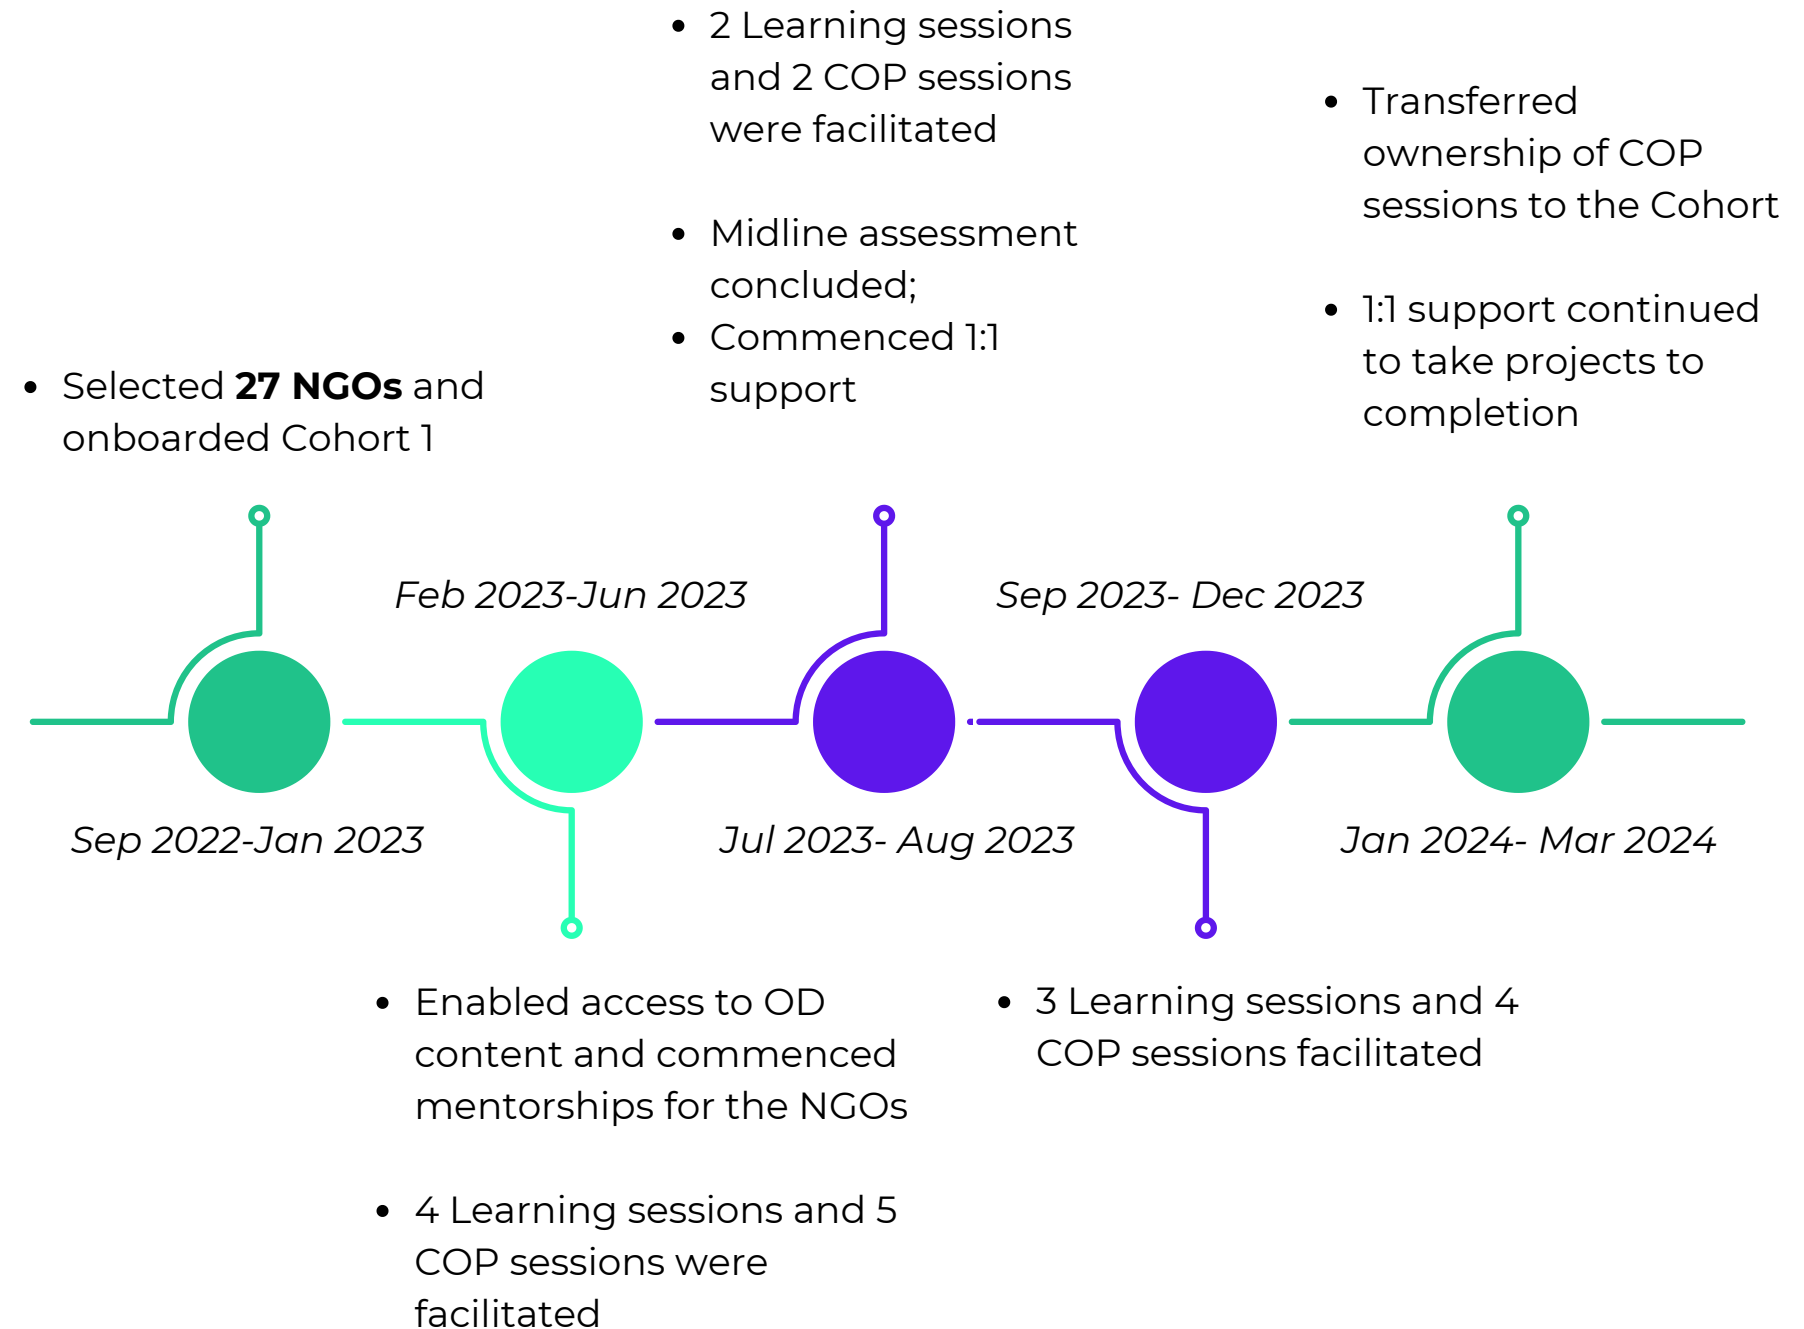 • Selected 27 NGOs and
onboarded Cohort 1
Sep 2022-Jan 2023
Feb 2023-Jun 2023
• Enabled access to OD
content and commenced
mentorships for the NGOs
• 4 Learning sessions and 5
COP sessions were
facilitated
• 2 Learning sessions
and 2 COP sessions
were facilitated
• Midline assessment
concluded;
• Commenced 1:1
support
Jul 2023- Aug 2023
Sep 2023- Dec 2023
• 3 Learning sessions and 4
COP sessions facilitated
• Transferred
ownership of COP
sessions to the Cohort
• 1:1 support continued
to take projects to
completion
Jan 2024- Mar 2024